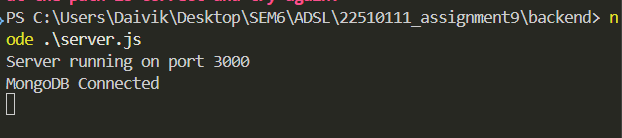 PS C:\Users\Daivik\Desktop\SEM6\ADSL\22510111_assignment9\backend> n
ode .\server.js
Server running on port 3000
MongoDB Connected